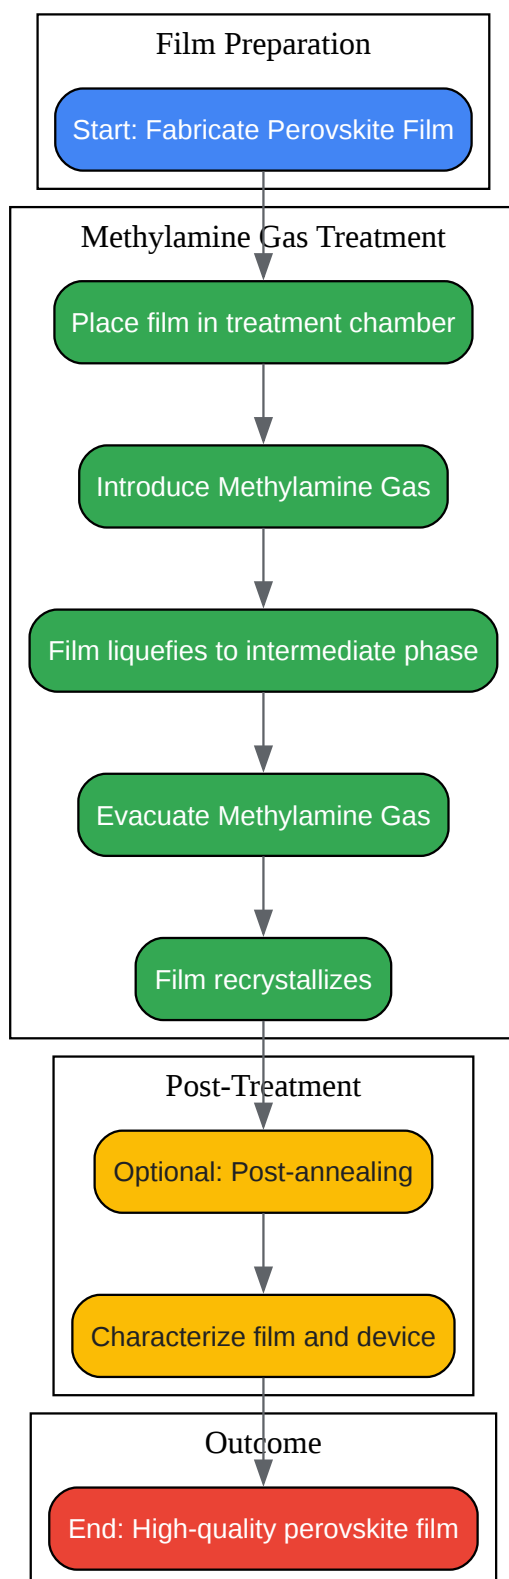 Film Preparation
Start: Fabricate Perovskite Film
Methylamine Gas Treatment
Place film in treatment chamber
Introduce Methylamine Gas
Film liquefies to intermediate phase
Evacuate Methylamine Gas
Film recrystallizes
Post-Treatment
Optional: Post-annealing
Characterize film and device
Outcome
End: High-quality perovskite film